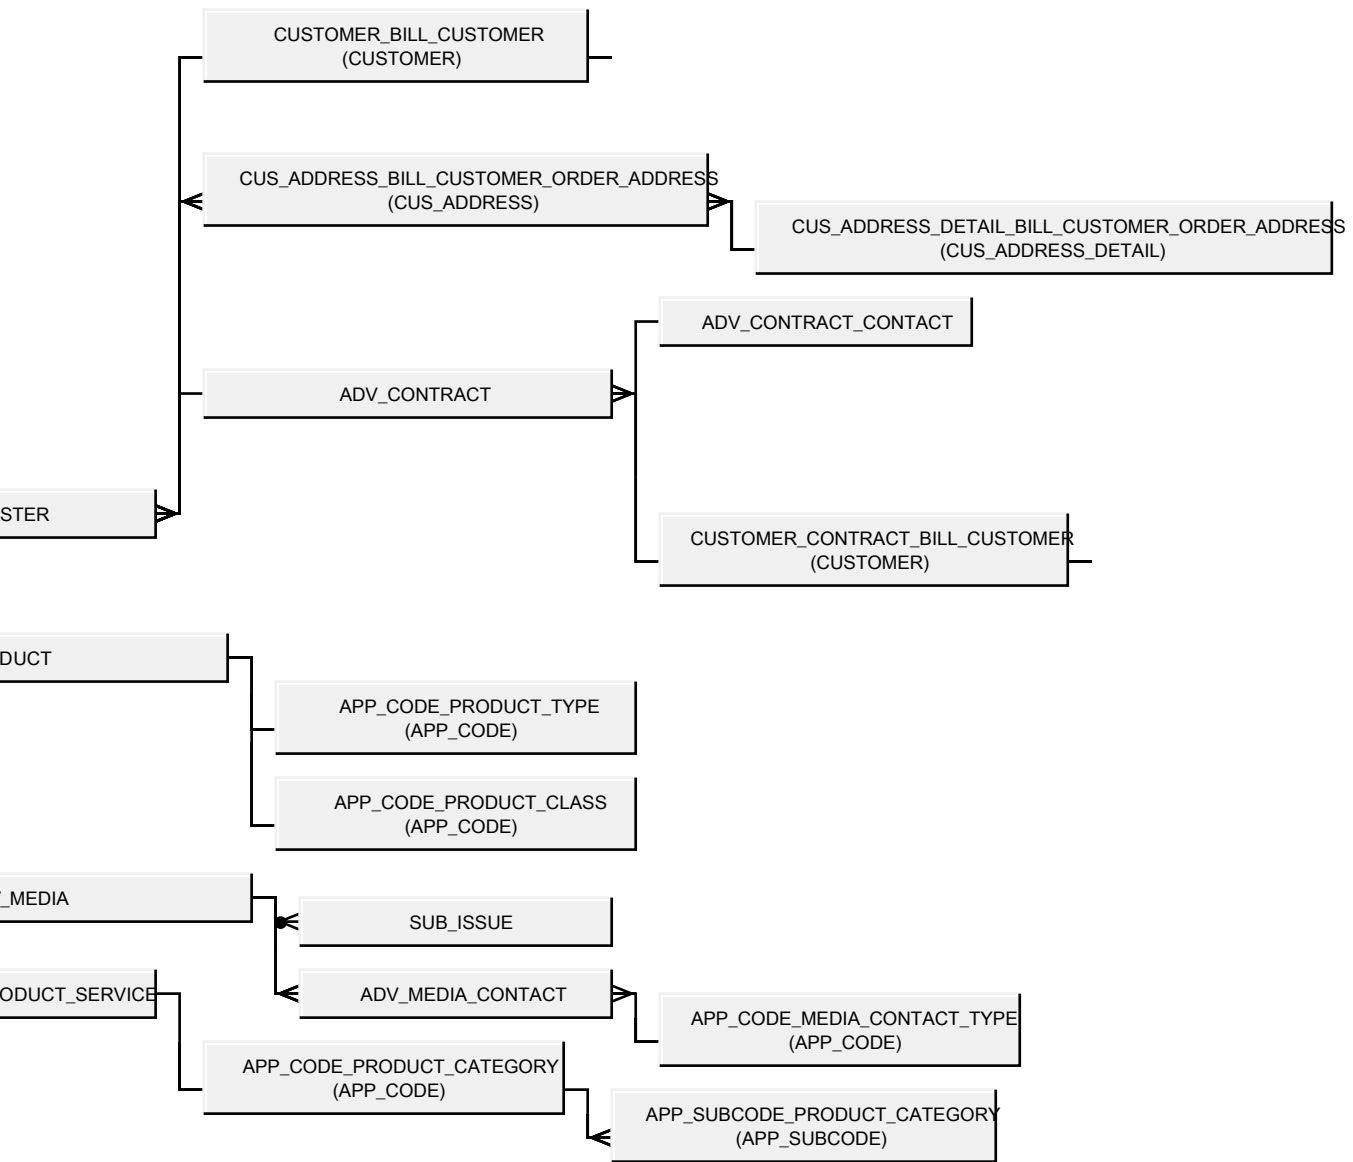 CUSTOMER_BILL_CUSTOMER
(CUSTOMER)
CUS_ADDRESS_BILL_CUSTOMER_ORDER_ADDRESS
(CUS_ADDRESS)
CUS_ADDRESS_DETAIL_BILL_CUSTOMER_ORDER_ADDRESS
(CUS_ADDRESS_DETAIL)
ADV_CONTRACT_CONTACT
ADV_CONTRACT
STER
CUSTOMER_CONTRACT_BILL_CUSTOMER
(CUSTOMER)
DUCT
APP_CODE_PRODUCT_TYPE
(APP_CODE)
APP_CODE_PRODUCT_CLASS
(APP_CODE)
_MEDIA
SUB_ISSUE
ODUCT_SERVICE
ADV_MEDIA_CONTACT
APP_CODE_MEDIA_CONTACT_TYPE
(APP_CODE)
APP_CODE_PRODUCT_CATEGORY
(APP_CODE)
APP_SUBCODE_PRODUCT_CATEGORY
(APP_SUBCODE)